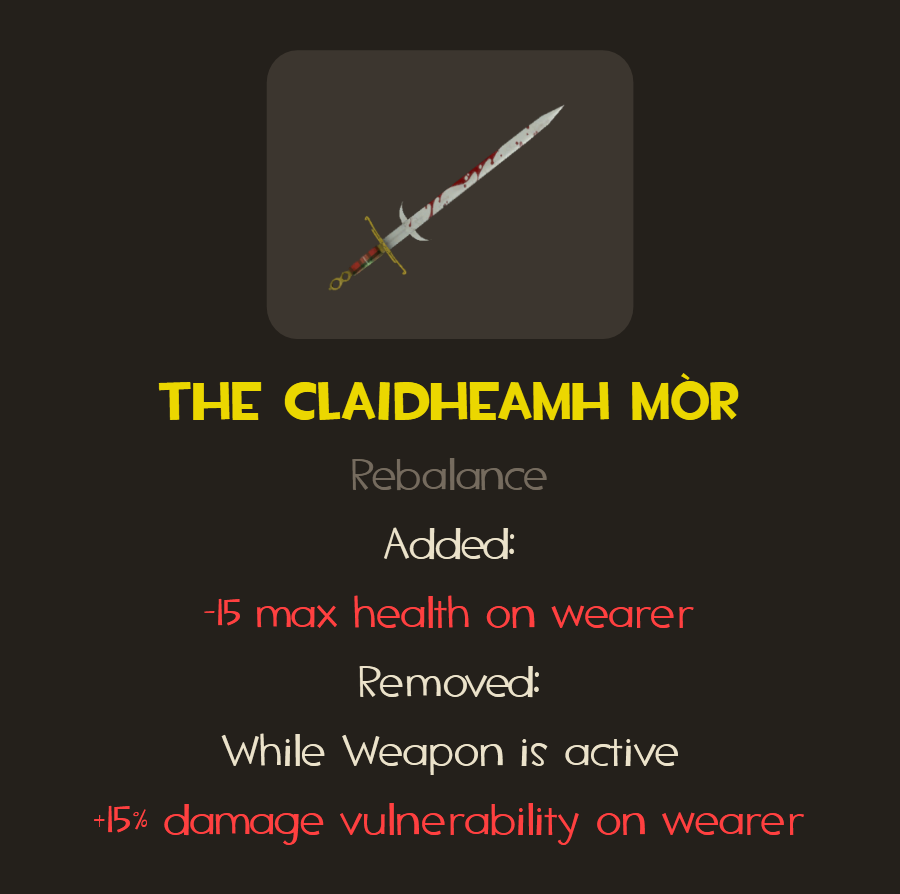 THE CLAIDHEAMH MÒR
Rebalance
Added:
-15 max health on wearer
Removed:
While Weapon is active
+15% damage vulnerability on wearer